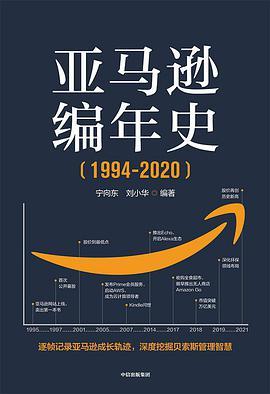 亚马逊
编年史
（1994-2020）
宁向东 刘小华 编著
股价再创
历史新高
推出Echo，
开启Alexa生态
股价到最低点
深化环保
领域布局
首次
公开募股
发布Prime会员服务，
启动AWS，
成为云计算领导者
收购全食超市，
最早推出无人商店
Amazon Go
亚马逊网站上线，
卖出第一本书
Kindle问世
市值突破
万亿美元
1995......1997......2001......2005......2007......2014......2017......2018......2019......2021
逐帧记录亚马逊成长轨迹，深度挖掘贝索斯管理智慧
中信出版集团